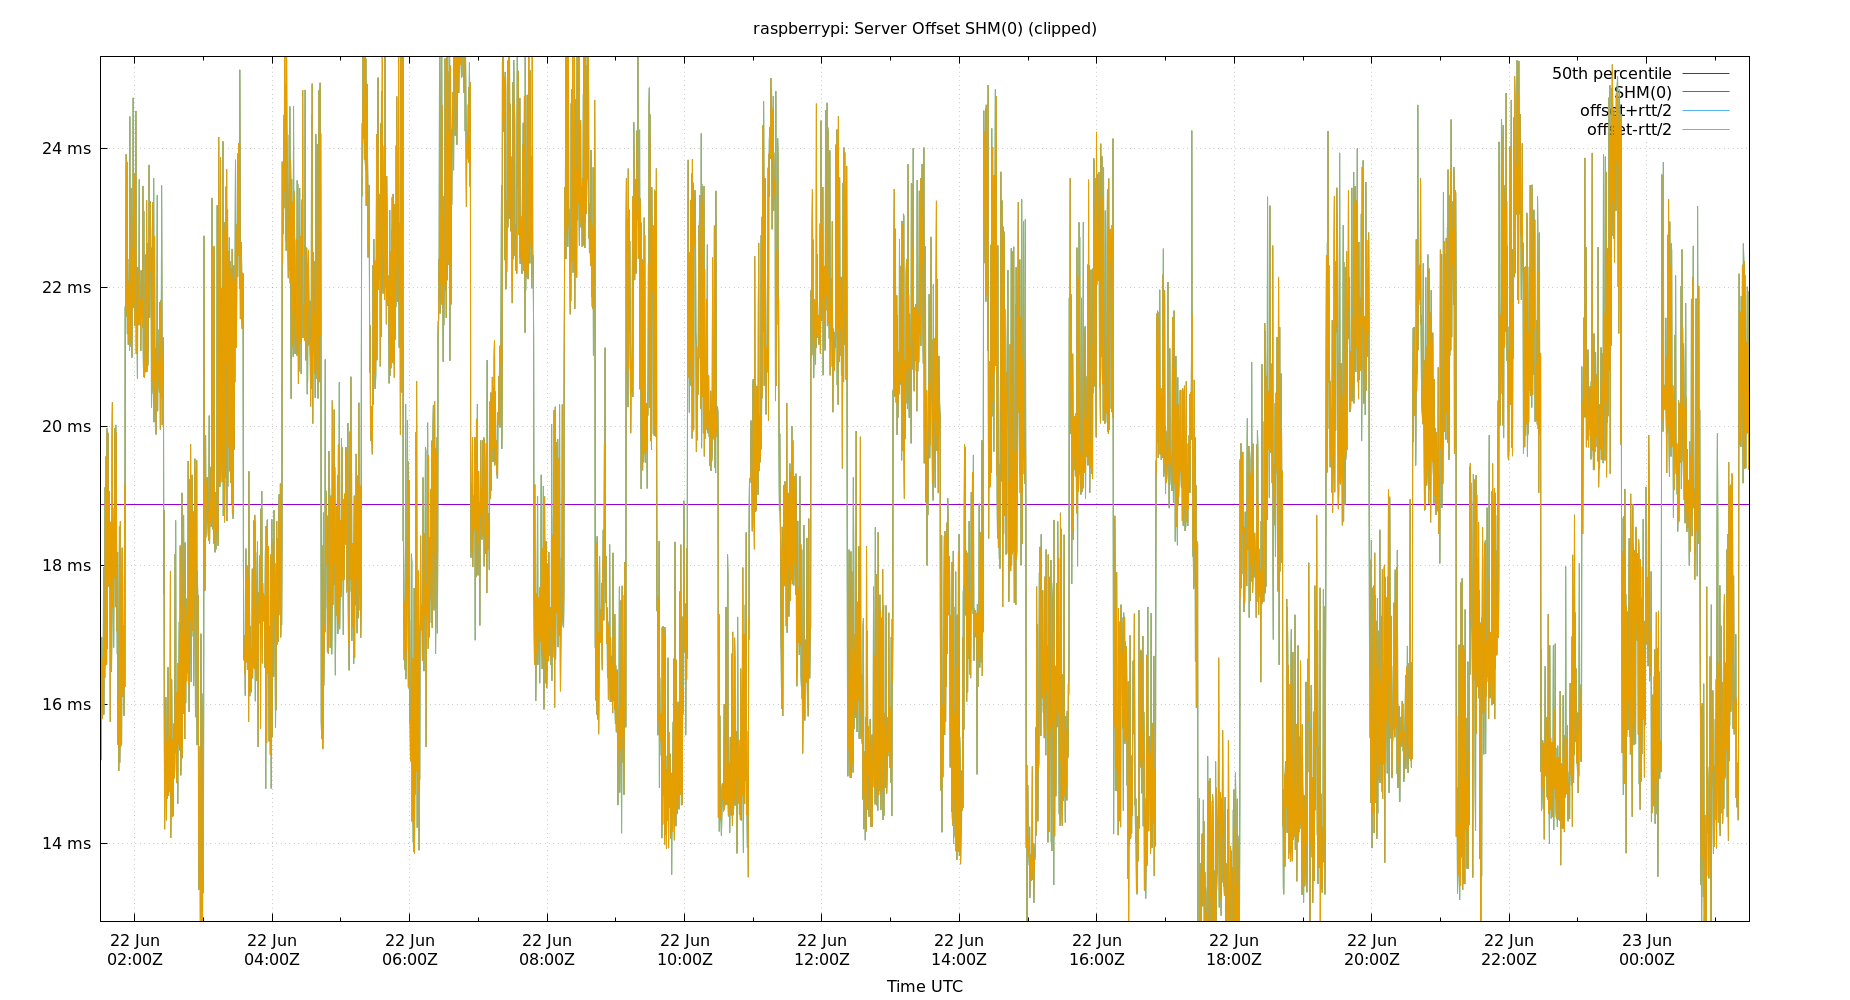 raspberrypi: Server Offset SHM(0) (clipped)
50th percentile
SHM(0)
offset+rtt/2
offset-rtt/2
24 ms
22 ms
20 ms
18 ms
16 ms
14 ms
22 Jun 22 Jun 22 Jun 22 Jun 22 Jun 22 Jun 22 Jun 22 Jun 22 Jun 22 Jun 22 Jun 23 Jun
02:00Z 04:00Z 06:00Z 08:00Z 10:00Z 12:00Z 14:00Z 16:00Z 18:00Z 20:00Z 22:00Z 00:00Z
Time UTC